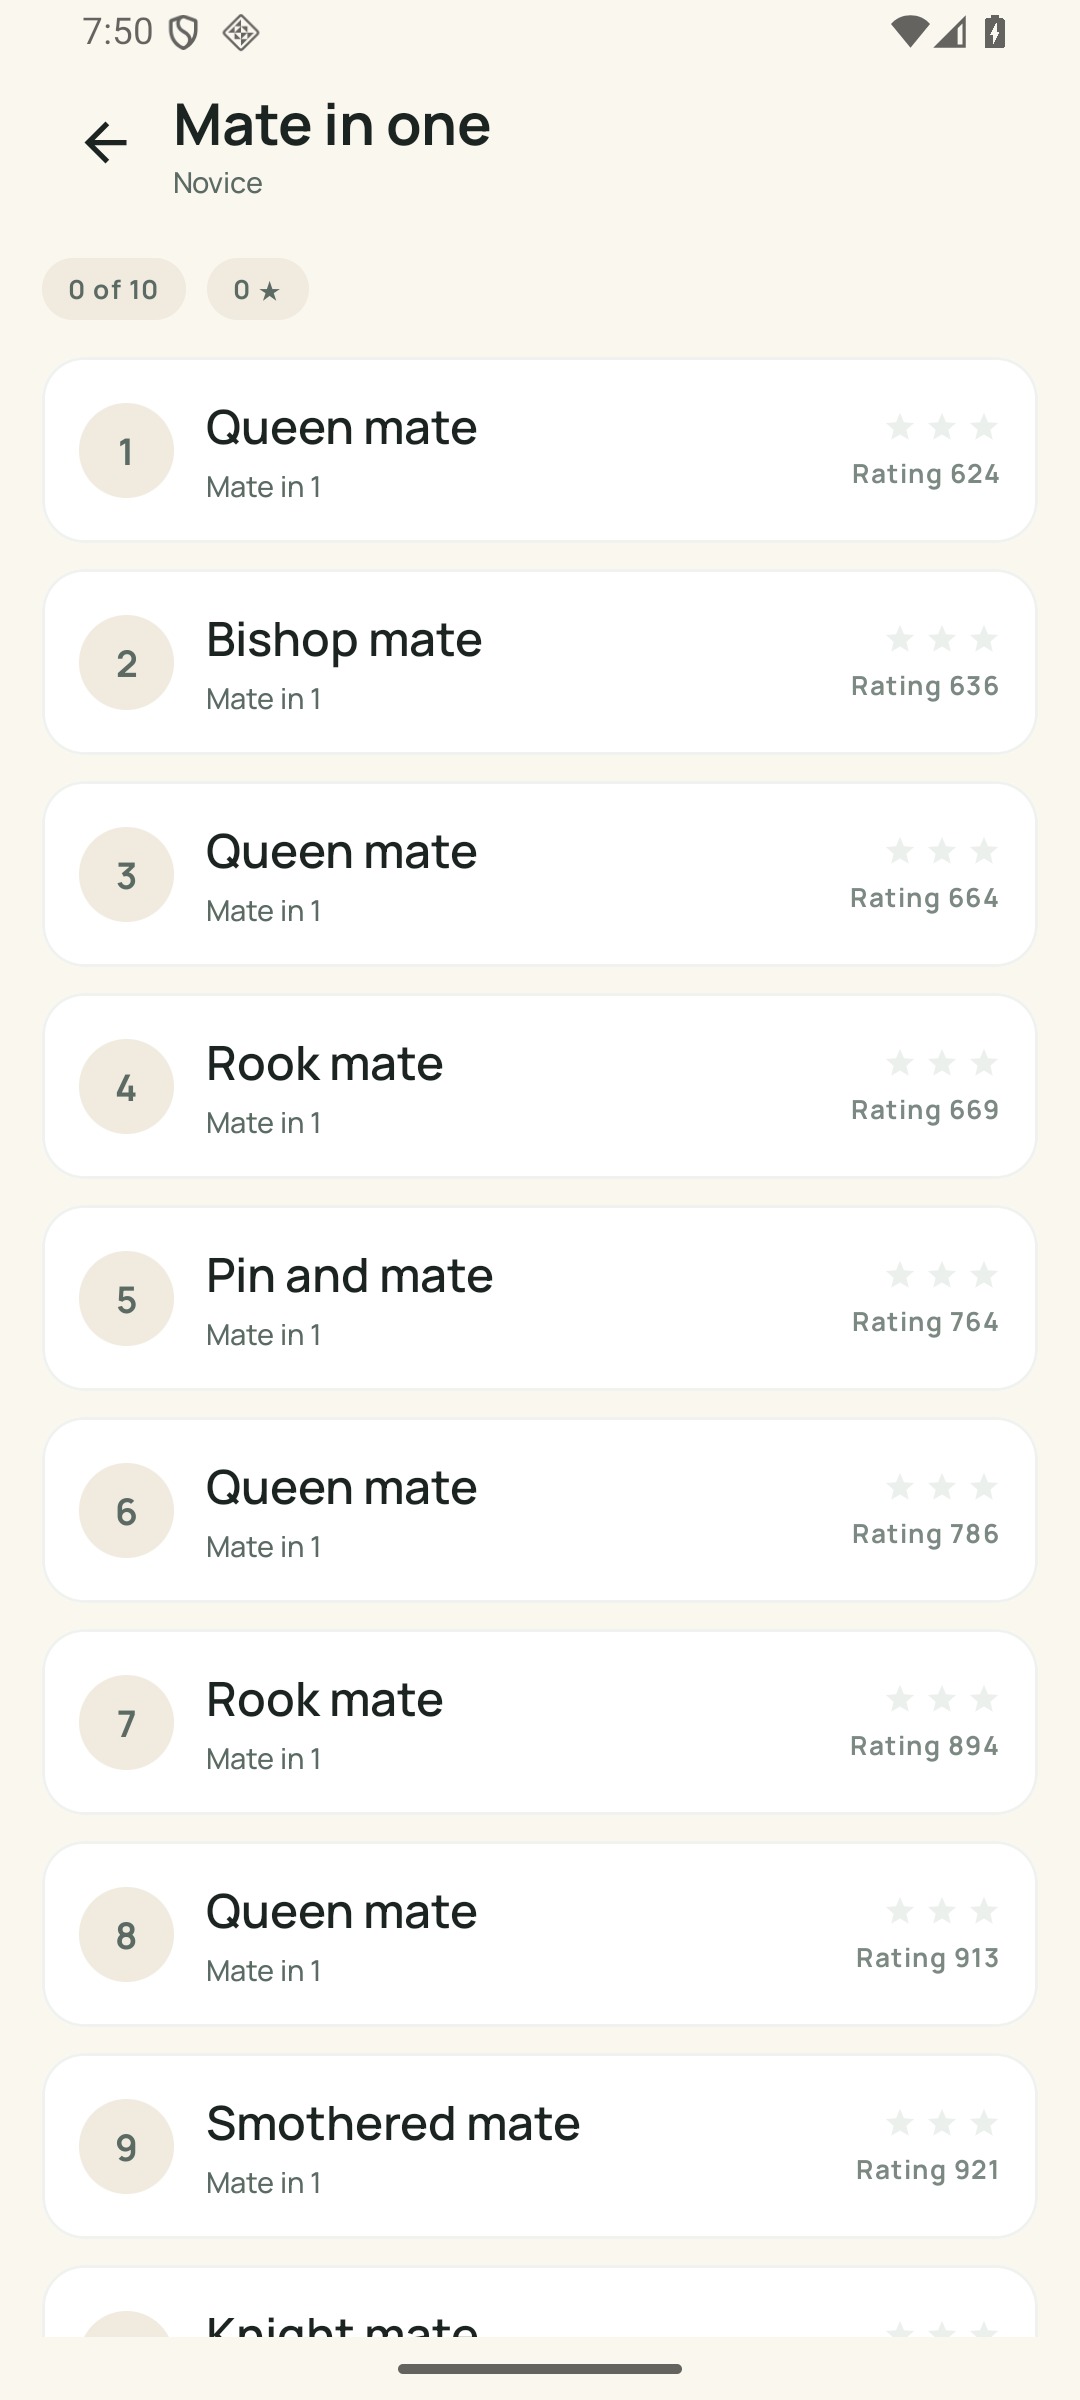 7:50
Mate in one
Novice
0 of 10
0 ★
1
Queen mate
Mate in 1
Rating 624
2
Bishop mate
Mate in 1
Rating 636
3
Queen mate
Mate in 1
Rating 664
4
Rook mate
Mate in 1
Rating 669
5
Pin and mate
Mate in 1
Rating 764
6
Queen mate
Mate in 1
Rating 786
7
Rook mate
Mate in 1
Rating 894
8
Queen mate
Mate in 1
Rating 913
9
Smothered mate
Mate in 1
Rating 921
Knight mate